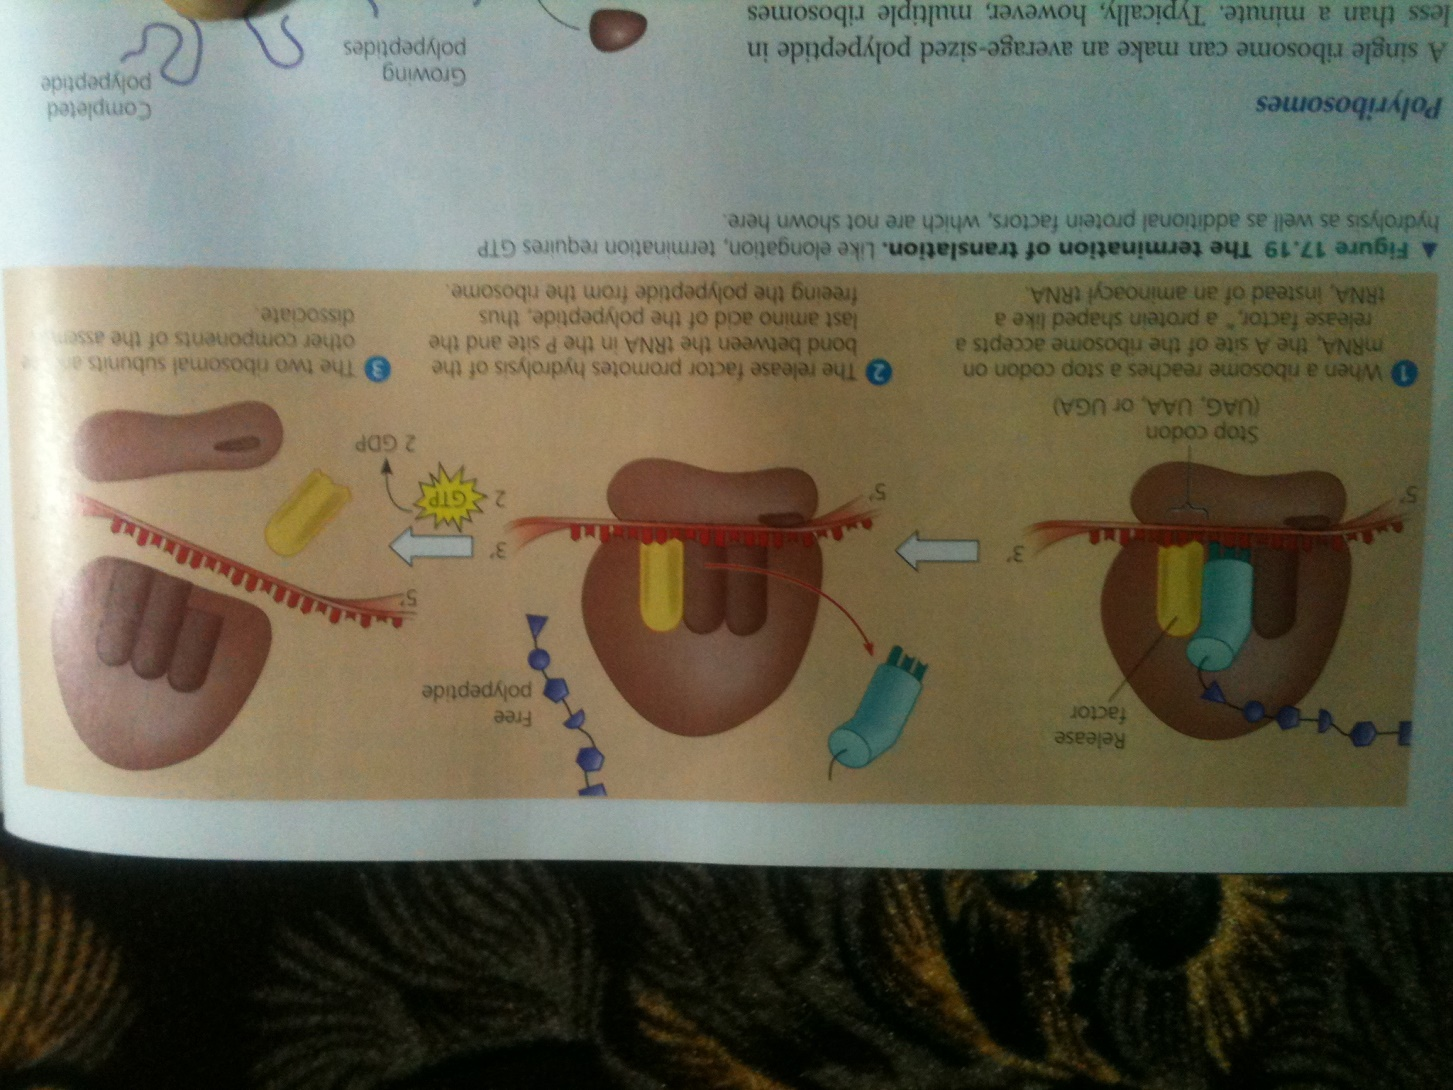 Release
factor
Stop codon
(UAG, UAA, or UGA)
5'
3'
1 When a ribosome reaches a stop codon on
mRNA, the A site of the ribosome accepts a
release factor," a protein shaped like a
tRNA, instead of an aminoacyl tRNA.
Free
polypeptide
5'
3'
2 The release factor promotes hydrolysis of the
bond between the tRNA in the P site and the
last amino acid of the polypeptide, thus
freeing the polypeptide from the ribosome.
2
GTP
2 GDP
5'
3 The two ribosomal subunits
other components of the
dissociate.
▲ Figure 17.19 The termination of translation. Like elongation, termination requires GTP
hydrolysis as well as additional protein factors, which are not shown here.
Polyribosomes
A single ribosome can make an average-sized polypeptide in
less than a minute. Typically, however, multiple ribosomes
Growing
polypeptides
Completed
polypeptide